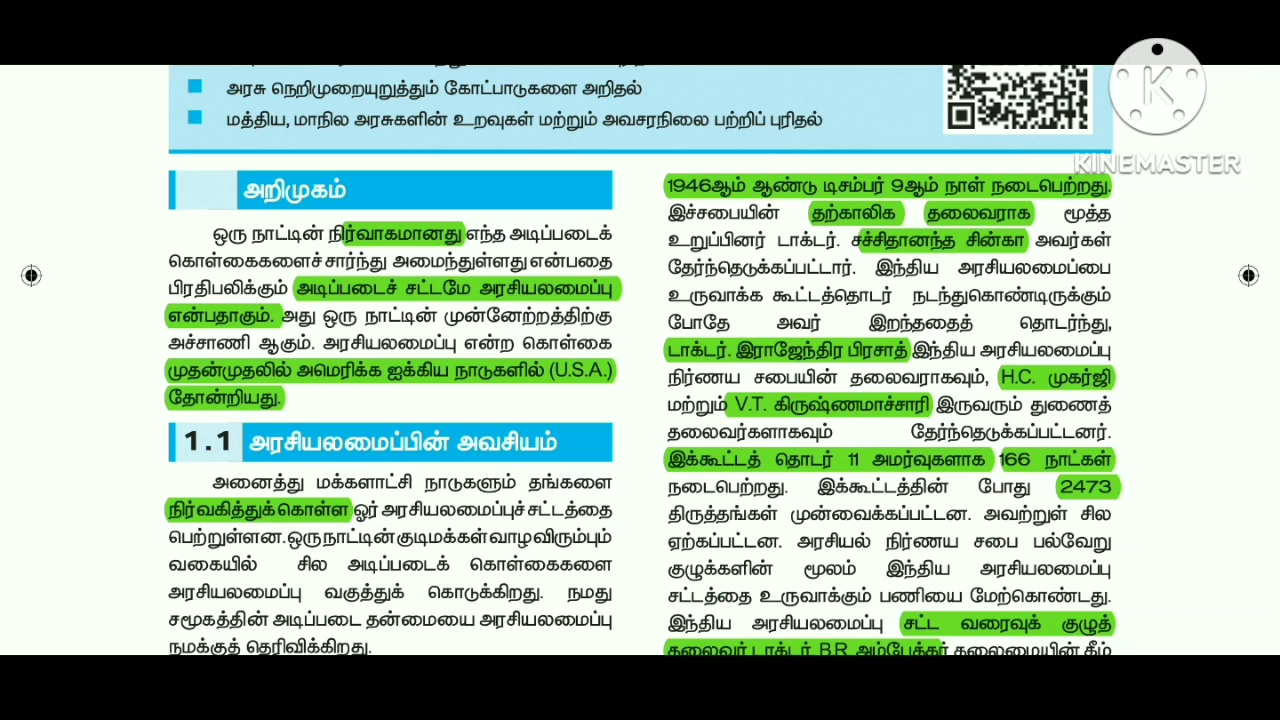 அரசு நெறிமுறையுறுத்தும் கோட்பாடுகளை அறிதல்
மத்திய, மாநில அரசுகளின் உறவுகள் மற்றும் அவசரநிலை பற்றிப் புரிதல்
KINEMASTER
அறிமுகம்
ஒரு நாட்டின் நிர்வாகமானது எந்த அடிப்படைக்
கொள்கைகளைச் சார்ந்து அமைந்துள்ளது என்பதை
பிரதிபலிக்கும் அடிப்படைச் சட்டமே அரசியலமைப்பு
என்பதாகும். அது ஒரு நாட்டின் முன்னேற்றத்திற்கு
அச்சாணி ஆகும். அரசியலமைப்பு என்ற கொள்கை
முதன்முதலில் அமெரிக்க ஐக்கிய நாடுகளில் (U.S.A.)
தோன்றியது.
1.1 அரசியலமைப்பின் அவசியம்
அனைத்து மக்களாட்சி நாடுகளும் தங்களை
நிர்வகித்துக்கொள்ள ஓர் அரசியலமைப்புச் சட்டத்தை
பெற்றுள்ளன. ஒரு நாட்டின் குடிமக்கள் வாழ விரும்பும்
வகையில் சில அடிப்படைக் கொள்கைகளை
அரசியலமைப்பு வகுத்துக் கொடுக்கிறது. நமது
சமூகத்தின் அடிப்படை தன்மையை அரசியலமைப்பு
நமக்குத் தெரிவிக்கிறது.
1946ஆம் ஆண்டு டிசம்பர் 9ஆம் நாள் நடைபெற்றது.
இச்சபையின் தற்காலிக தலைவராக மூத்த
உறுப்பினர் டாக்டர். சச்சிதானந்த சின்கா அவர்கள்
தேர்ந்தெடுக்கப்பட்டார். இந்திய அரசியலமைப்பை
உருவாக்க கூட்டத்தொடர் நடந்துகொண்டிருக்கும்
போதே அவர் இறந்ததைத் தொடர்ந்து,
டாக்டர். இராஜேந்திர பிரசாத் இந்திய அரசியலமைப்பு
நிர்ணய சபையின் தலைவராகவும், H.C. முகர்ஜி
மற்றும் V.T. கிருஷ்ணமாச்சாரி இருவரும் துணைத்
தலைவர்களாகவும் தேர்ந்தெடுக்கப்பட்டனர்.
இக்கூட்டத் தொடர் 11 அமர்வுகளாக 166 நாட்கள்
நடைபெற்றது. இக்கூட்டத்தின் போது 2473
திருத்தங்கள் முன்வைக்கப்பட்டன. அவற்றுள் சில
ஏற்கப்பட்டன. அரசியல் நிர்ணய சபை பல்வேறு
குழுக்களின் மூலம் இந்திய அரசியலமைப்பு
சட்டத்தை உருவாக்கும் பணியை மேற்கொண்டது.
இந்திய அரசியலமைப்பு சட்ட வரைவுக் குழுத்
தலைவர் டாக்டர். B.R. அம்பேத்கர் தலைமையின் கீழ்